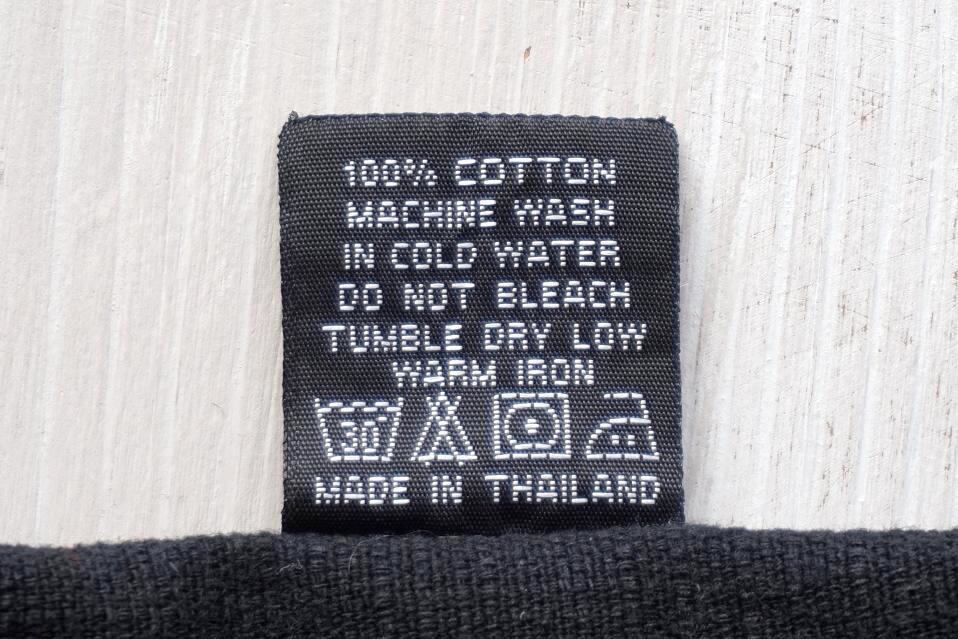 100% COTTON
MACHINE WASH
IN COLD WATER
DO NOT BLEACH
TUMBLE DRY LOW
WARM IRON
30
MADE IN THAILAND